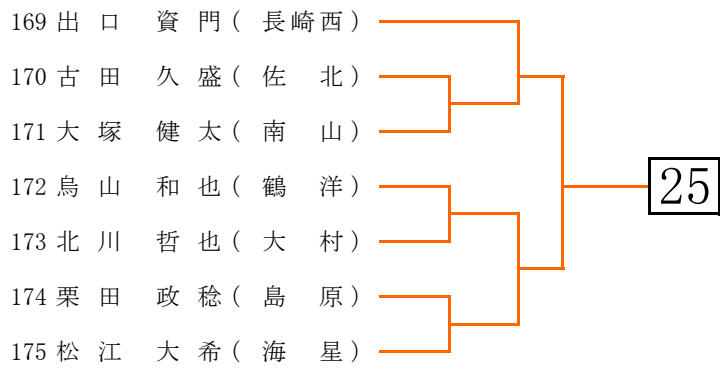 169 出口 資門 ( 長崎西 )
170 古田 久盛 ( 佐北 )
171 大塚 健太 ( 南山 )
172 烏山 和也 ( 鶴洋 )
173 北川 哲也 ( 大村 )
174 栗田 政稔 ( 島原 )
175 松江 大希 ( 海星 )
25